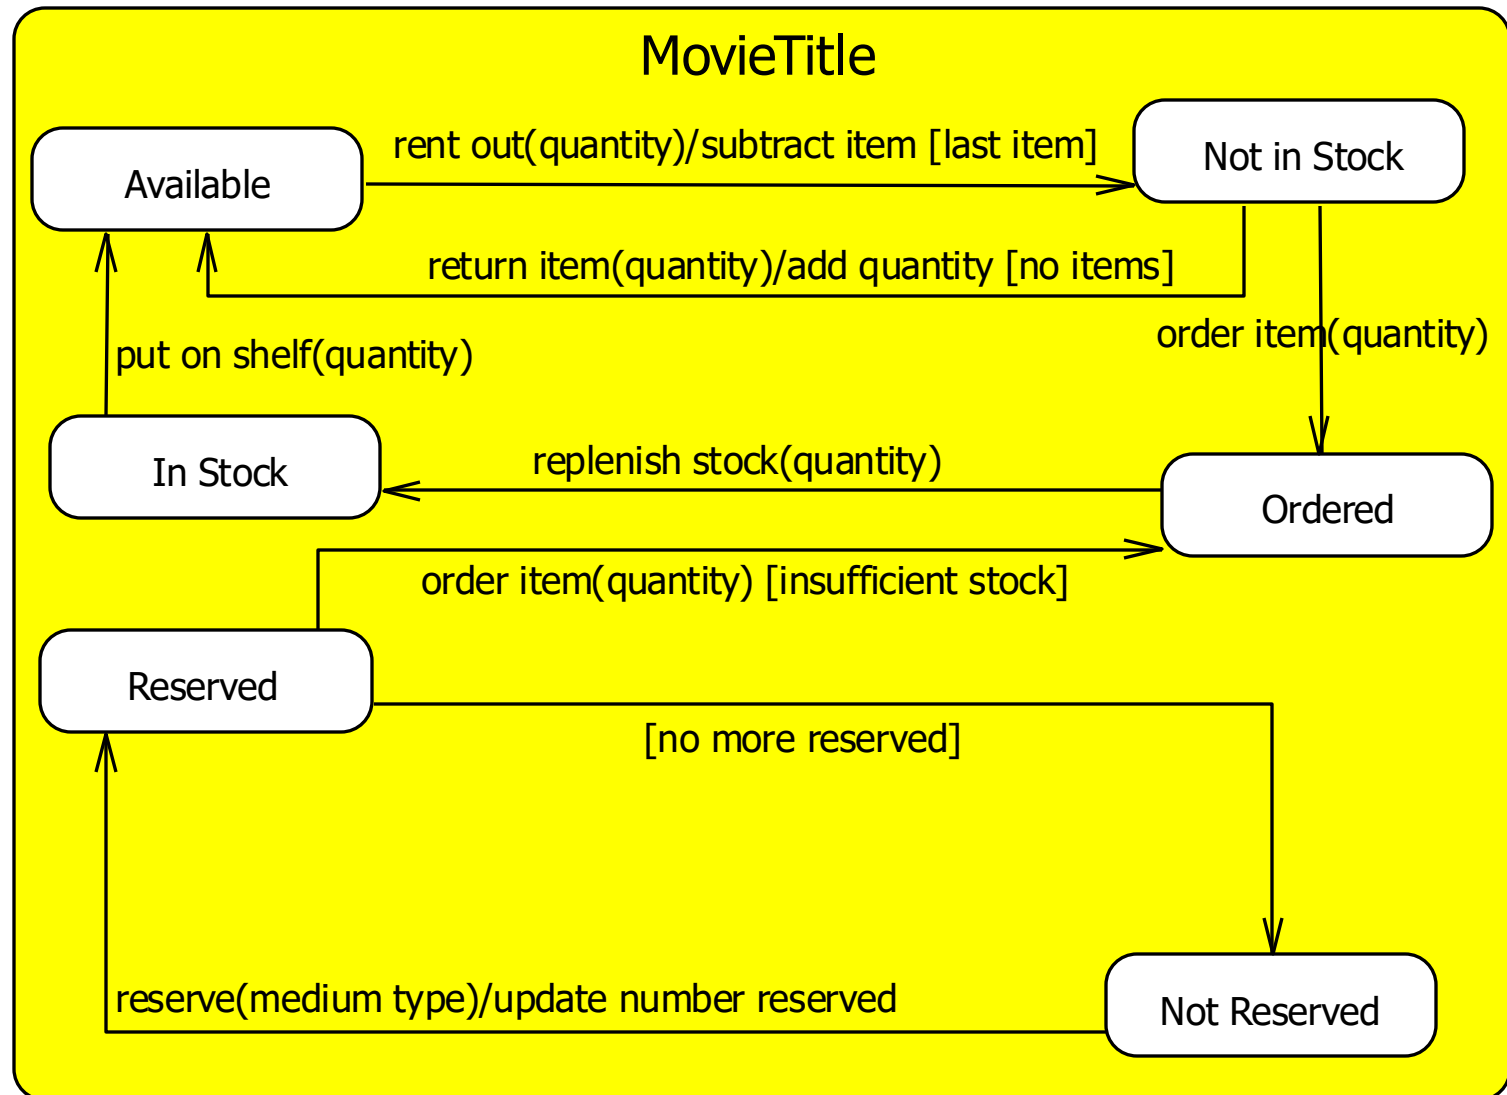 MovieTitle
rent out(quantity)/subtract item [last item]
Available
Not in Stock
return item(quantity)/add quantity [no items]
order item(quantity)
put on shelf(quantity)
replenish stock(quantity)
In Stock
Ordered
order item(quantity) [insufficient stock]
Reserved
[no more reserved]
reserve(medium type)/update number reserved
Not Reserved